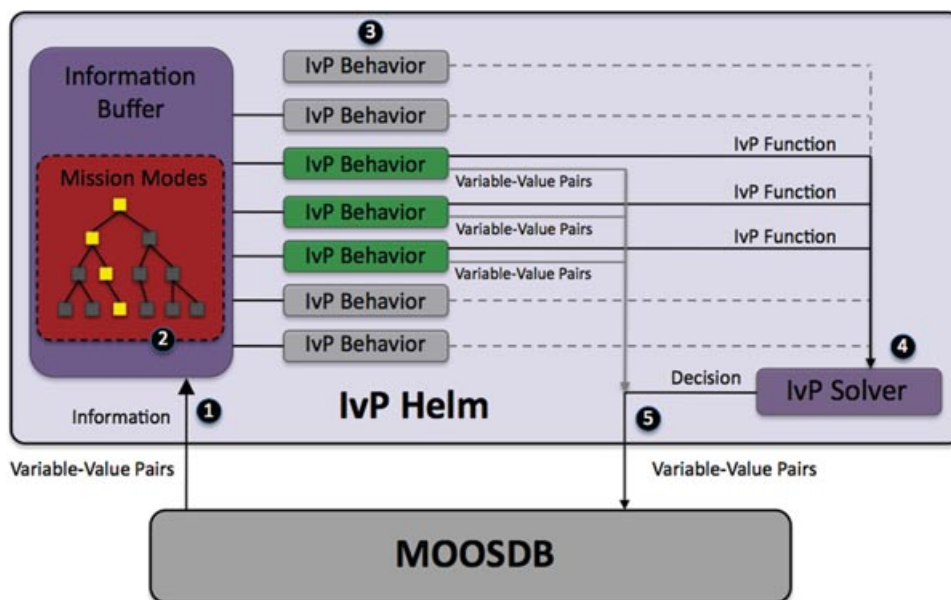 3
Information
Buffer
IvP Behavior
IvP Behavior
IvP Behavior
IvP Function
Variable-Value Pairs
Mission Modes
IvP Behavior
IvP Function
Variable-Value Pairs
IvP Behavior
IvP Function
Variable-Value Pairs
IvP Behavior
2
IvP Behavior
4
Decision
IvP Solver
IvP Helm
Information
1
5
Variable-Value Pairs
Variable-Value Pairs
MOOSDB